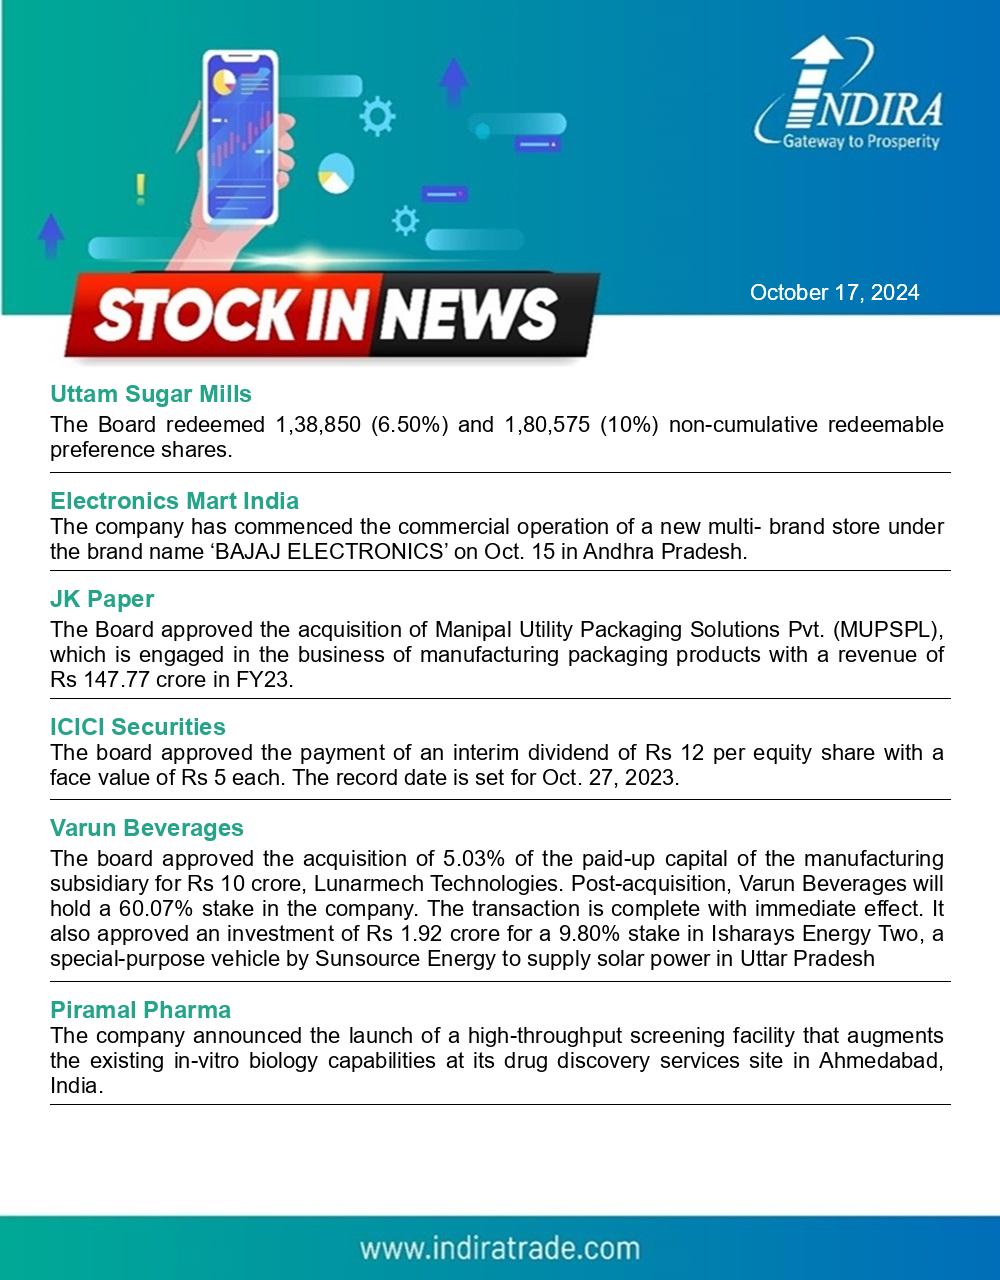 INDIRA
Gateway to Prosperity
October 17, 2024
STOCK IN NEWS
Uttam Sugar Mills
The Board redeemed 1,38,850 (6.50%) and 1,80,575 (10%) non-cumulative redeemable
preference shares.
Electronics Mart India
The company has commenced the commercial operation of a new multi- brand store under
the brand name ‘BAJAJ ELECTRONICS’ on Oct. 15 in Andhra Pradesh.
JK Paper
The Board approved the acquisition of Manipal Utility Packaging Solutions Pvt. (MUPSPL),
which is engaged in the business of manufacturing packaging products with a revenue of
Rs 147.77 crore in FY23.
ICICI Securities
The board approved the payment of an interim dividend of Rs 12 per equity share with a
face value of Rs 5 each. The record date is set for Oct. 27, 2023.
Varun Beverages
The board approved the acquisition of 5.03% of the paid-up capital of the manufacturing
subsidiary for Rs 10 crore, Lunarmech Technologies. Post-acquisition, Varun Beverages will
hold a 60.07% stake in the company. The transaction is complete with immediate effect. It
also approved an investment of Rs 1.92 crore for a 9.80% stake in Isharays Energy Two, a
special-purpose vehicle by Sunsource Energy to supply solar power in Uttar Pradesh
Piramal Pharma
The company announced the launch of a high-throughput screening facility that augments
the existing in-vitro biology capabilities at its drug discovery services site in Ahmedabad,
India.
www.indiratrade.com